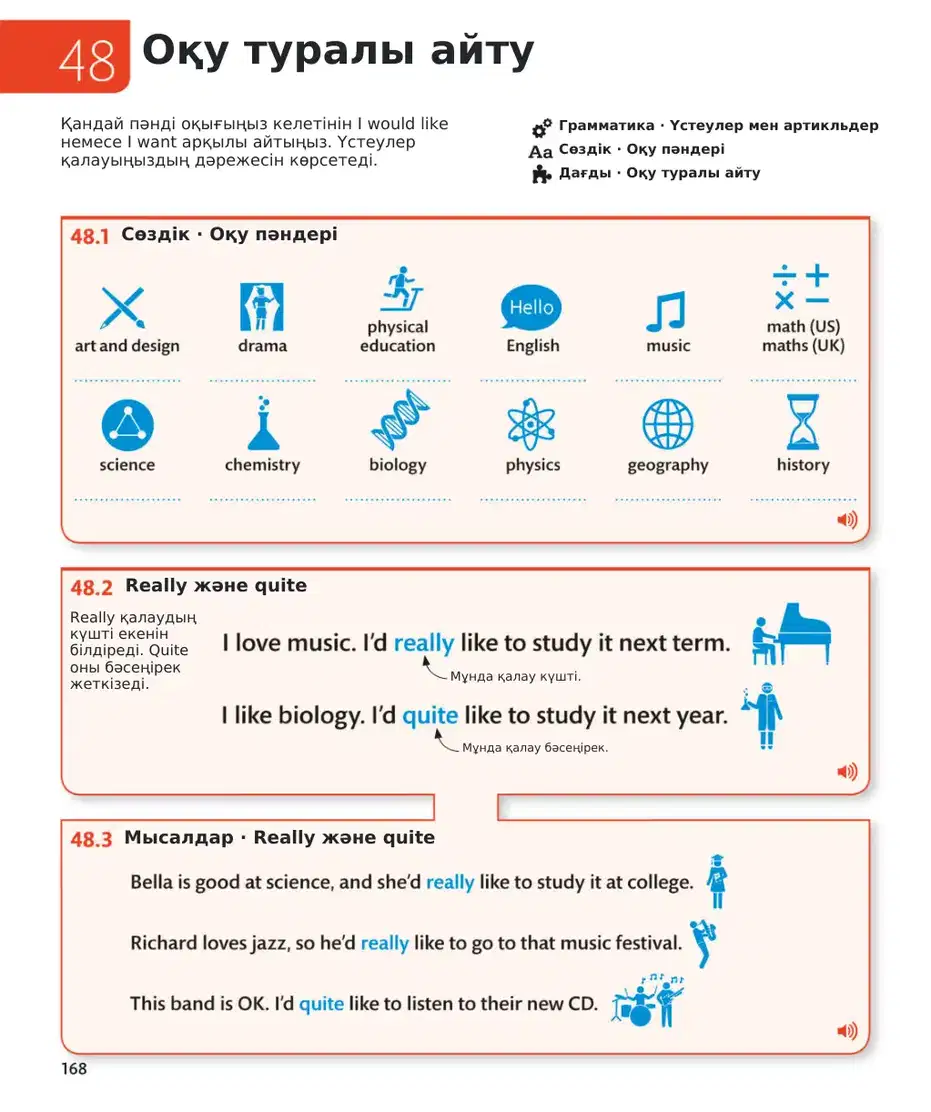 48
Оқу туралы айту
Қандай пәнді оқығыңыз келетінін I would like
немесе I want арқылы айтыңыз. Үстеулер
қалауыңыздың дәрежесін көрсетеді.
Грамматика · Үстеулер мен артикльдер
Aa Сөздік · Оқу пәндері
Дағды · Оқу туралы айту
48.1 Сөздік · Оқу пәндері
Hello
art and design
drama
physical
education
English
music
math (US)
maths (UK)
science
chemistry
biology
physics
geography
history
48.2 Really және quite
Really қалаудың
күшті екенін
білдіреді. Quite
оны бәсеңірек
жеткізеді.
I love music. I’d really like to study it next term.
Мұнда қалау күшті.
I like biology. I’d quite like to study it next year.
Мұнда қалау бәсеңірек.
48.3 Мысалдар · Really және quite
Bella is good at science, and she’d really like to study it at college.
Richard loves jazz, so he’d really like to go to that music festival.
This band is OK. I’d quite like to listen to their new CD.
168